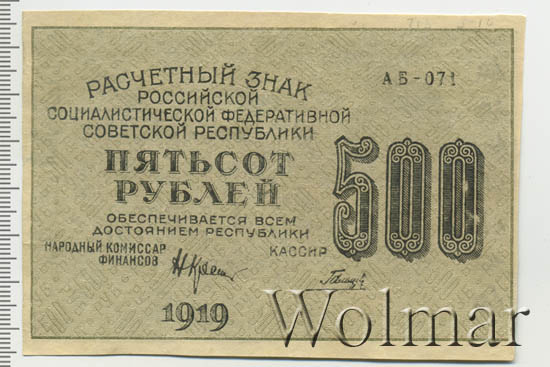 РАСЧЕТНЫЙ ЗНАК
РОССИЙСКОЙ
СОЦИАЛИСТИЧЕСКОЙ ФЕДЕРАТИВНОЙ
СОВЕТСКОЙ РЕСПУБЛИКИ
АБ-071
ПЯТЬСОТ
РУБЛЕЙ
500
ОБЕСПЕЧИВАЕТСЯ ВСЕМ
ДОСТОЯНИЕМ РЕСПУБЛИКИ
НАРОДНЫЙ КОМИССАР
ФИНАНСОВ
КАССИР
1919
Wolmar